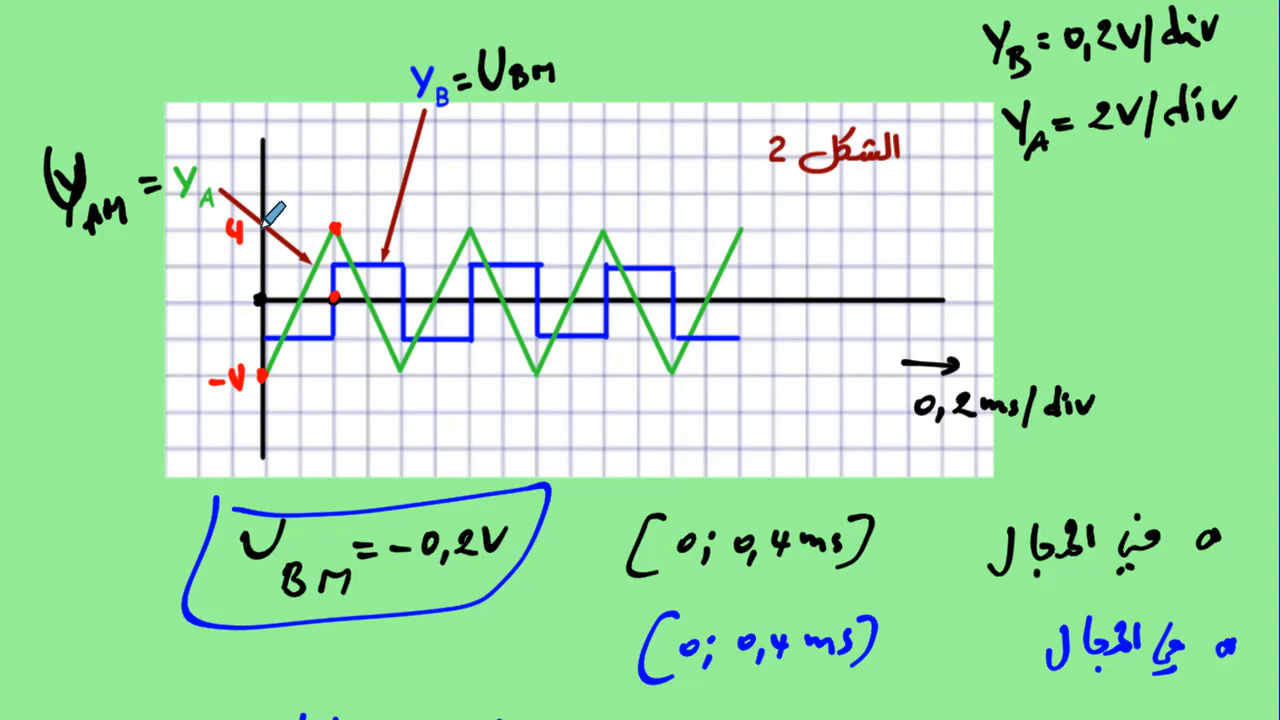 Y_B = 0,2V/div
Y_A = 2V/div
Y_B = U_BM
الشكل 2
U_AM = Y_A
4
-4
0,2ms/div
في المجال [0; 0,4ms]
U_BM = -0,2V
في المجال [0; 0,4ms]